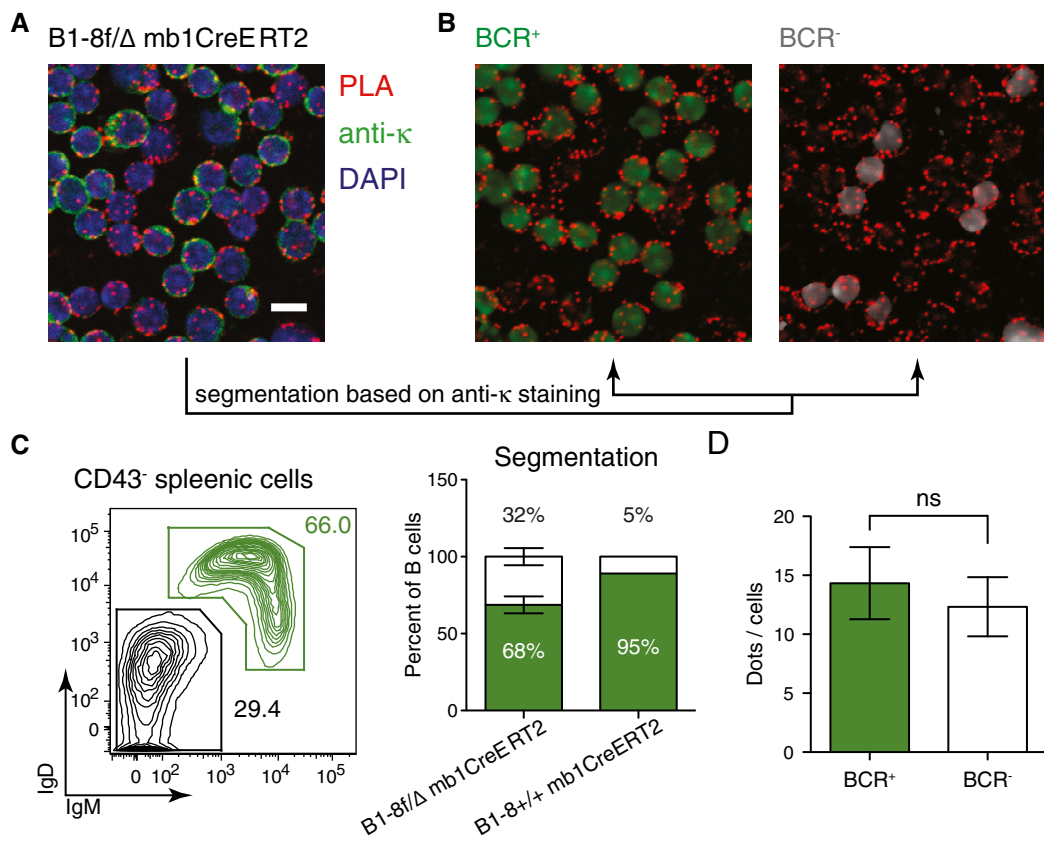 A
B1-8f/Δ mb1CreERT2
PLA
anti-κ
DAPI
B
BCR⁺
BCR⁻
segmentation based on anti-κ staining
C
CD43⁻ spleenic cells
66.0
29.4
10⁵
10⁴
10³
10²
0
0 10² 10³ 10⁴ 10⁵
IgD
IgM
Segmentation
Percent of B cells
150
100
50
0
32%
5%
68%
95%
B1-8f/Δ mb1CreERT2
B1-8+/+ mb1CreERT2
D
ns
Dots / cells
20
15
10
5
0
BCR⁺
BCR⁻